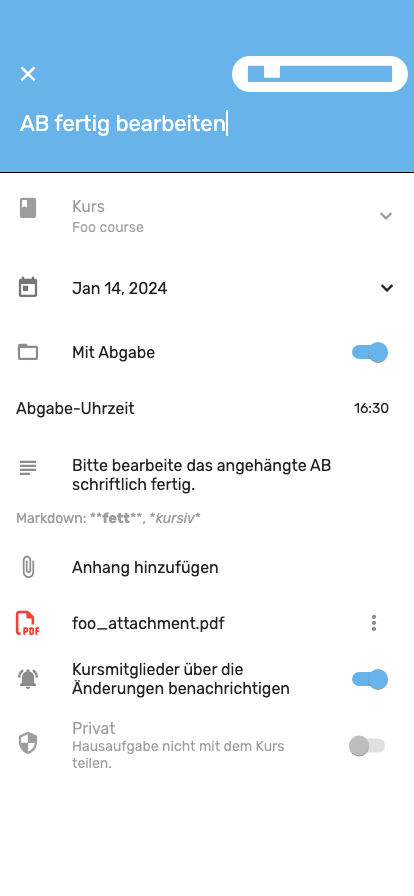 AB fertig bearbeiten
Kurs
Foo course
Jan 14, 2024
Mit Abgabe
Abgabe-Uhrzeit 16:30
Bitte bearbeite das angehängte AB
schriftlich fertig.
Markdown: **fett**, *kursiv*
Anhang hinzufügen
PDF foo_attachment.pdf
Kursmitglieder über die
Änderungen benachrichtigen
Privat
Hausaufgabe nicht mit dem Kurs
teilen.